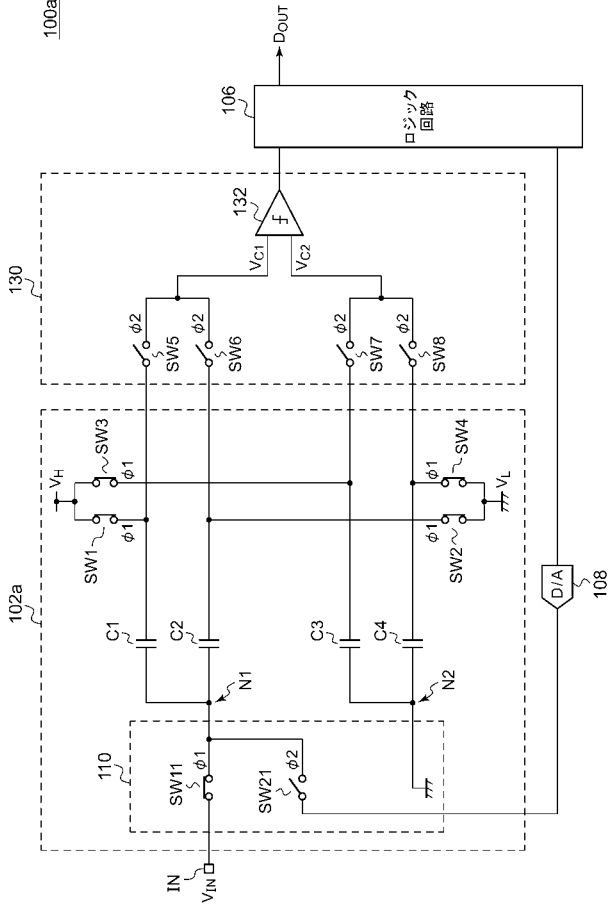 100a
102a
130
106
110
IN
VIN
SW11
φ1
SW21
φ2
N1
N2
C1
C2
C3
C4
VH
SW1
φ1
SW3
φ1
φ1
SW2
φ1
SW4
VL
φ2
SW5
φ2
SW6
φ2
SW7
φ2
SW8
VC1
VC2
132
ロジック
回路
DOUT
D/A
108